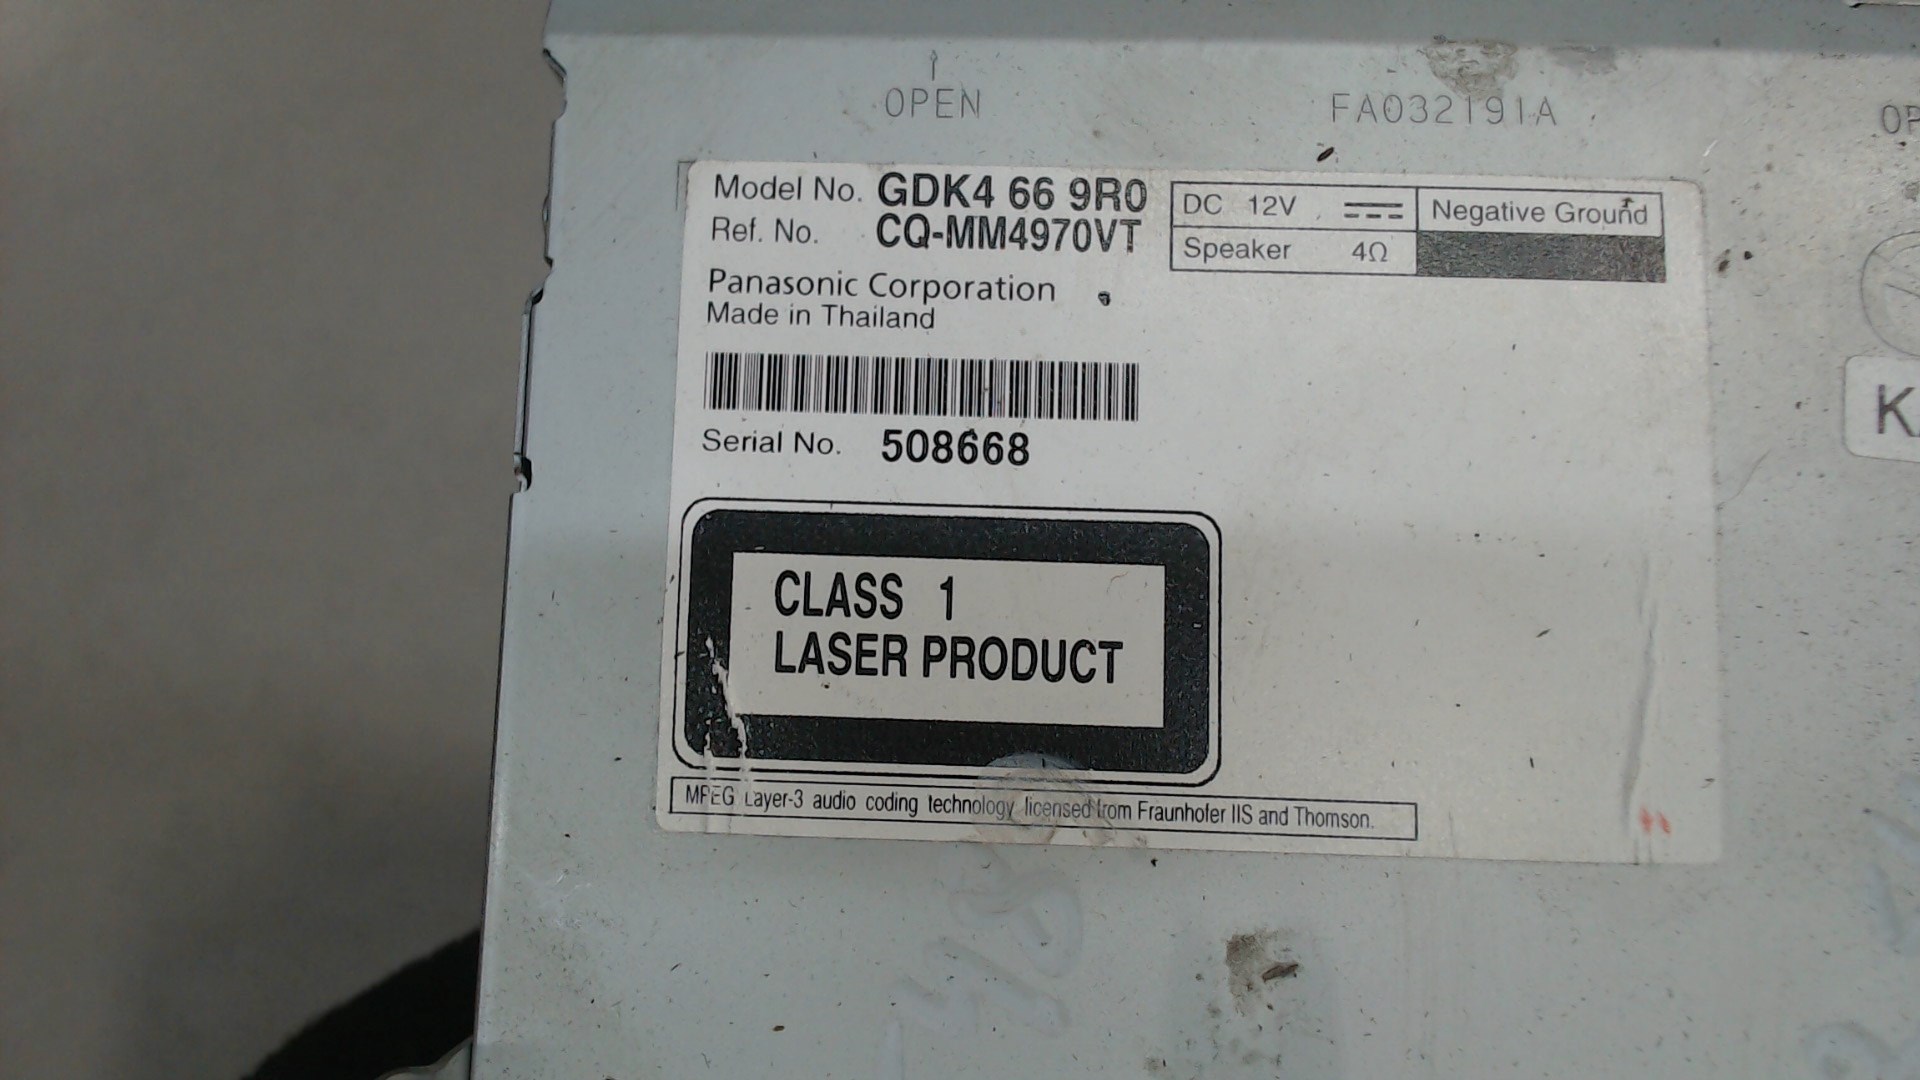 OPEN
FA032191A
Model No. GDK4 66 9R0
Ref. No. CQ-MM4970VT
DC 12V
Negative Ground
Speaker 4Ω
Panasonic Corporation
Made in Thailand
Serial No. 508668
CLASS 1
LASER PRODUCT
MPEG Layer-3 audio coding technology licensed from Fraunhofer IIS and Thomson.